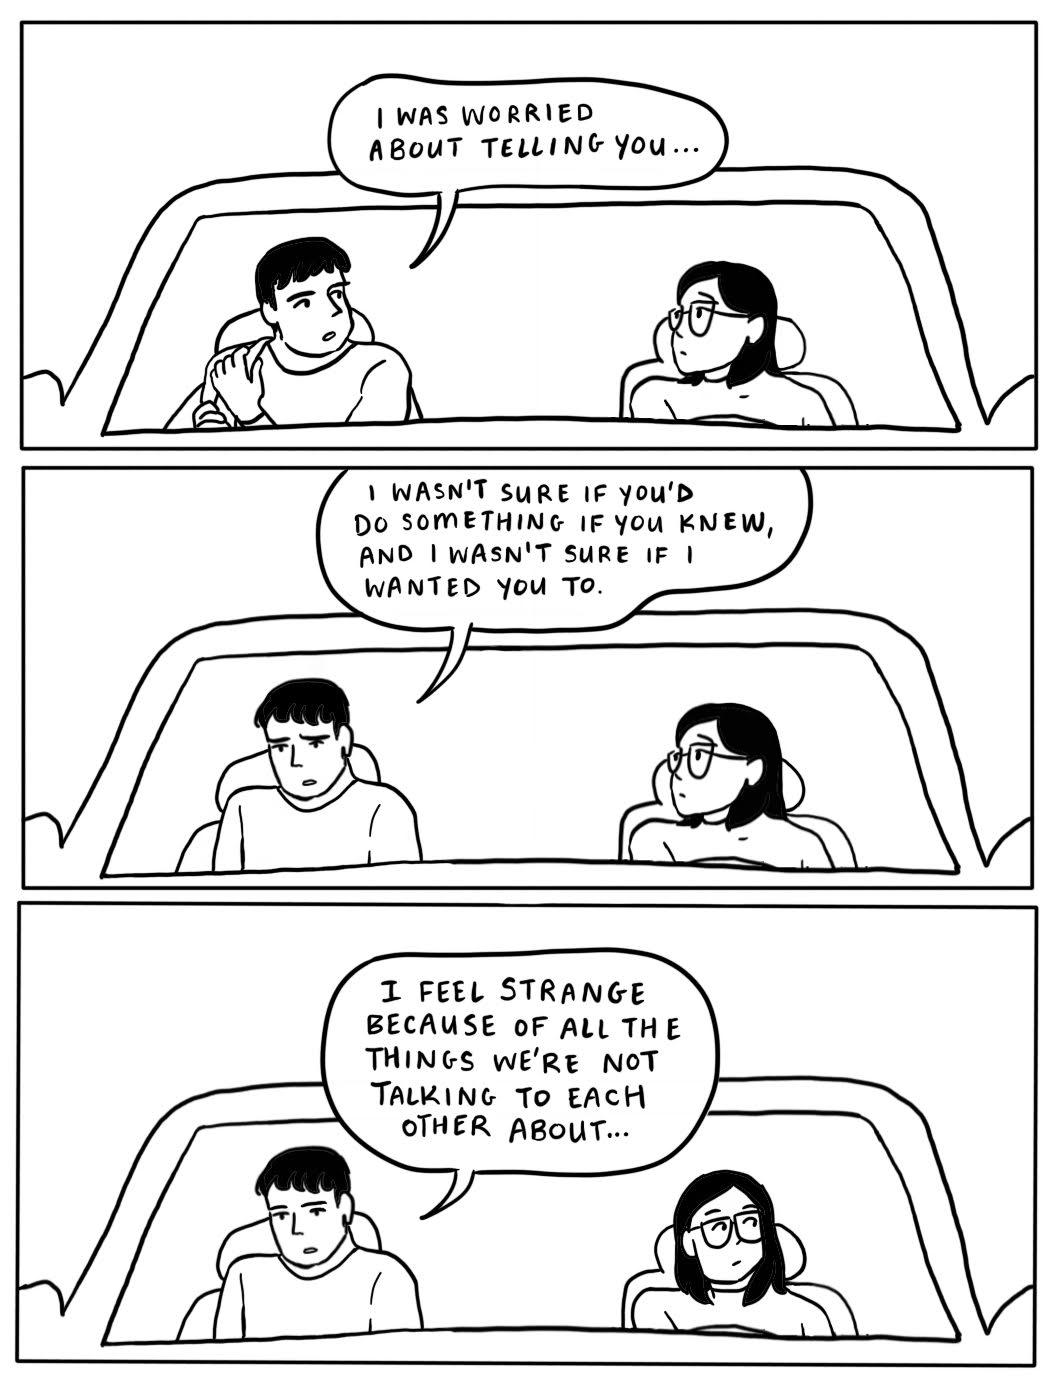 I WAS WORRIED
ABOUT TELLING YOU...
I WASN'T SURE IF YOU'D
DO SOMETHING IF YOU KNEW,
AND I WASN'T SURE IF I
WANTED YOU TO.
I FEEL STRANGE
BECAUSE OF ALL THE
THINGS WE'RE NOT
TALKING TO EACH
OTHER ABOUT...